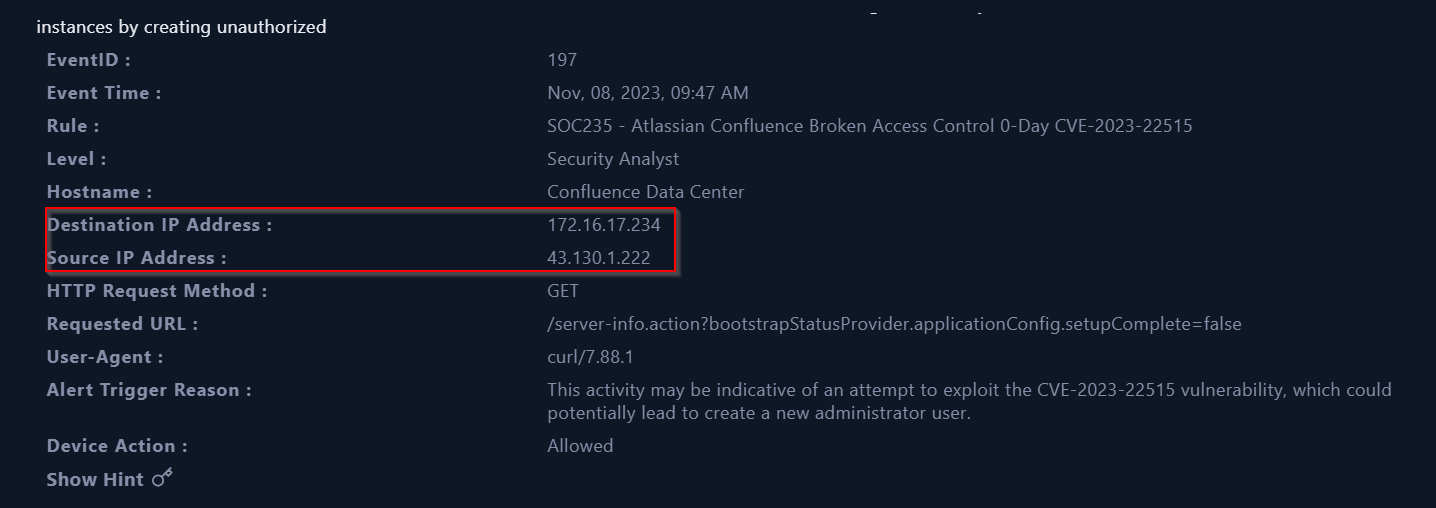 instances by creating unauthorized
EventID : 197
Event Time : Nov, 08, 2023, 09:47 AM
Rule : SOC235 - Atlassian Confluence Broken Access Control 0-Day CVE-2023-22515
Level : Security Analyst
Hostname : Confluence Data Center
Destination IP Address : 172.16.17.234
Source IP Address : 43.130.1.222
HTTP Request Method : GET
Requested URL : /server-info.action?bootstrapStatusProvider.applicationConfig.setupComplete=false
User-Agent : curl/7.88.1
Alert Trigger Reason : This activity may be indicative of an attempt to exploit the CVE-2023-22515 vulnerability, which could
potentially lead to create a new administrator user.
Device Action : Allowed
Show Hint